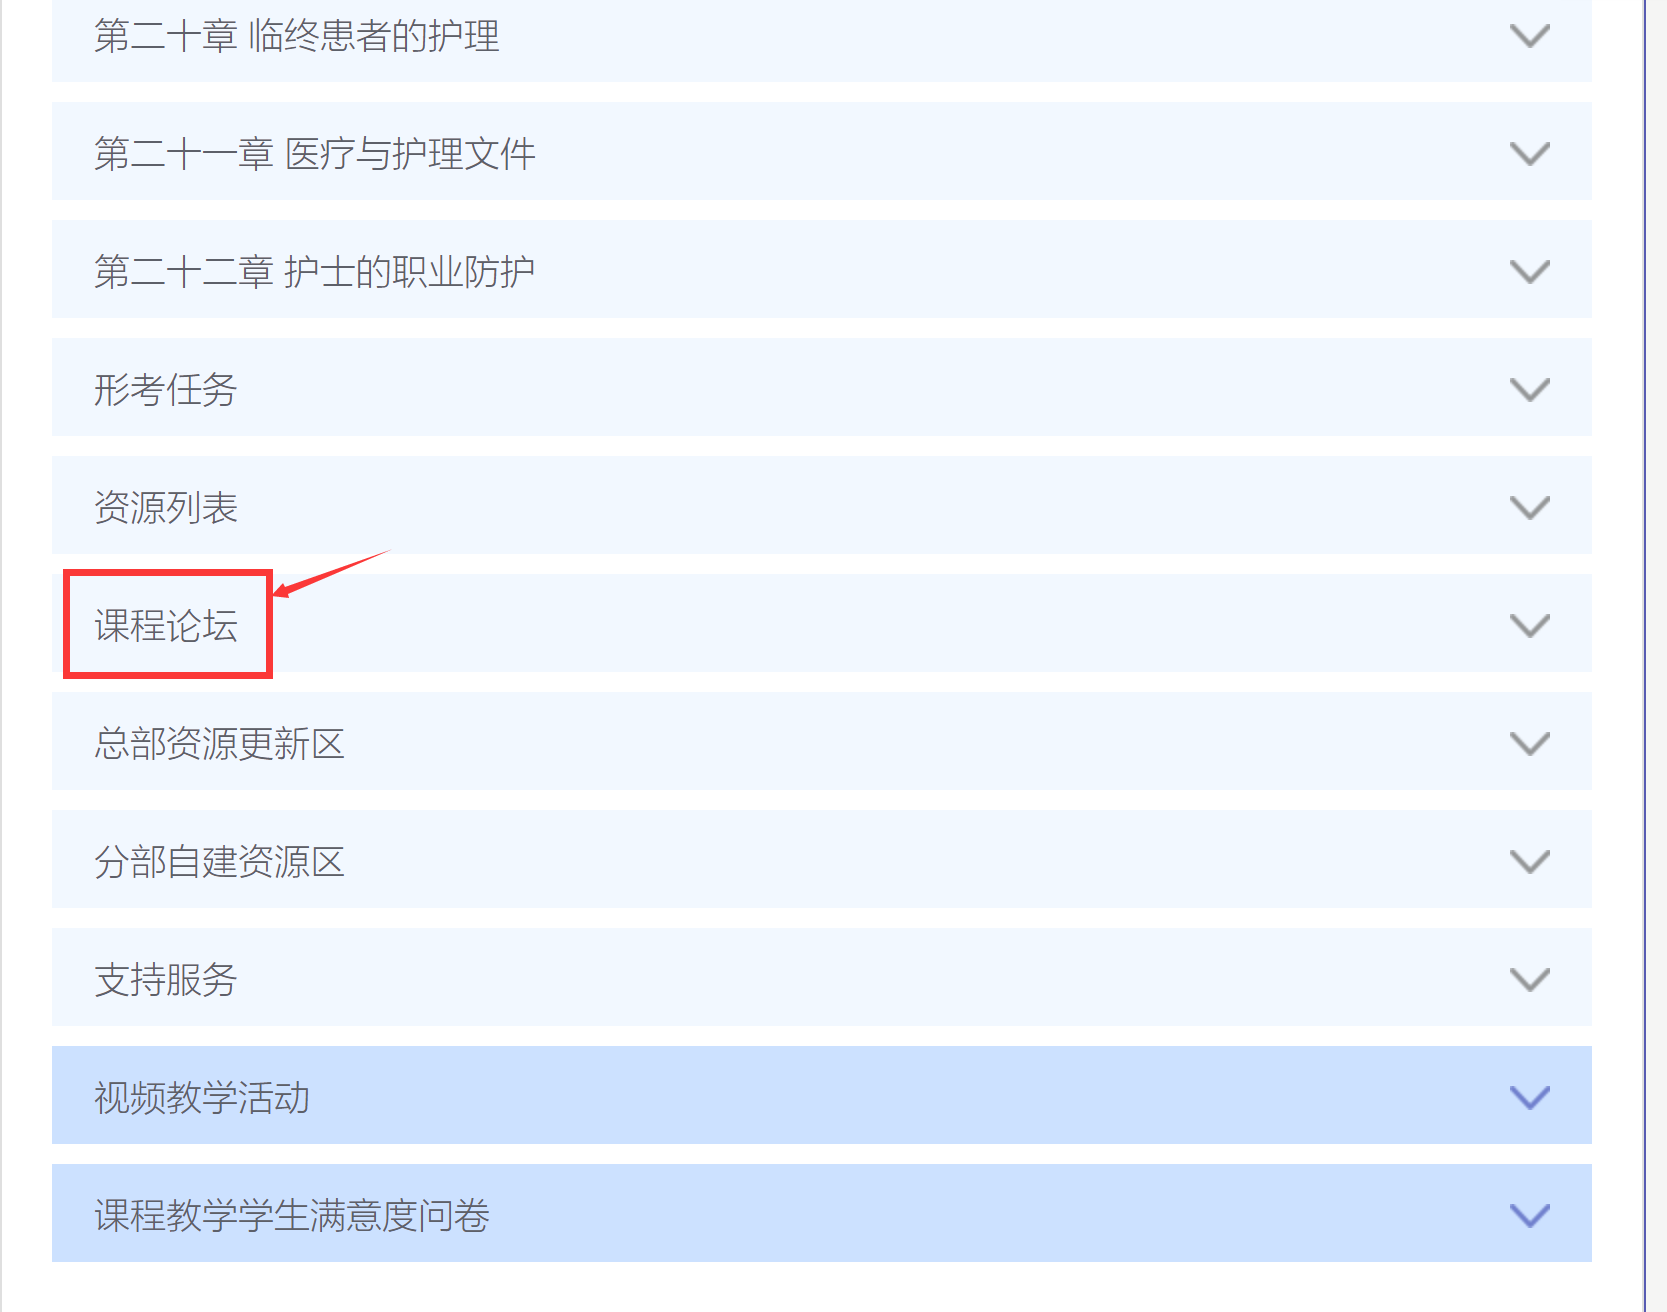 第二十章 临终患者的护理
第二十一章 医疗与护理文件
第二十二章 护士的职业防护
形考任务
资源列表
课程论坛
总部资源更新区
分部自建资源区
支持服务
视频教学活动
课程教学学生满意度问卷